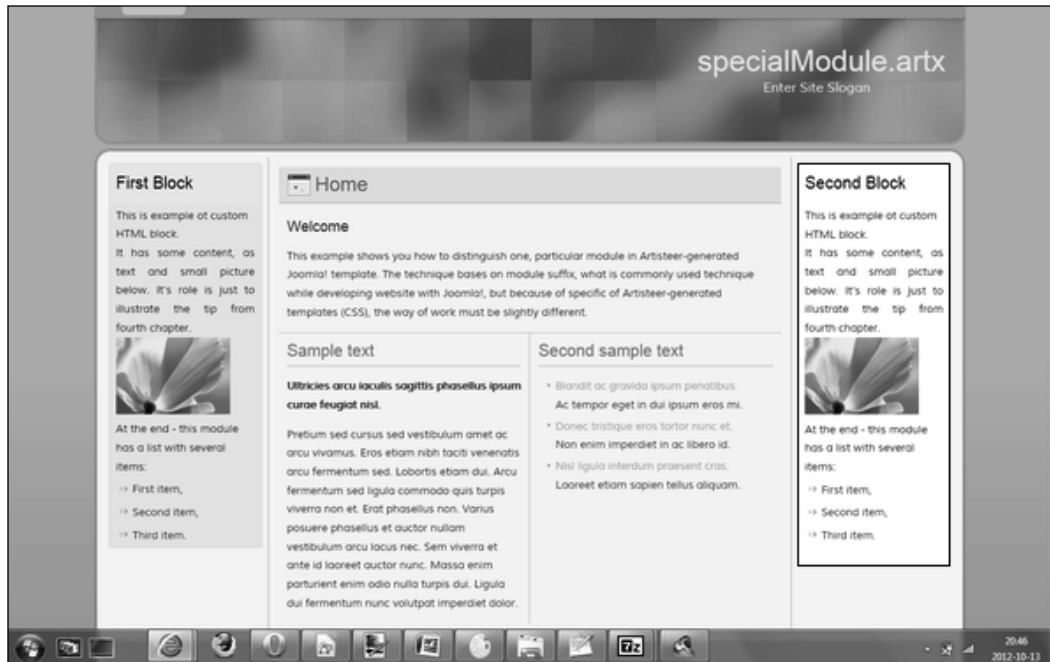 specialModule.artx
Enter Site Slogan
First Block
This is example ot custom
HTML block.
It has some content, as
text and small picture
below. It's role is just to
illustrate the tip from
fourth chapter.
At the end - this module
has a list with several
items:
First item,
Second item,
Third item.
Home
Welcome
This example shows you how to distinguish one, particular module in Artisteer-generated
Joomla! template. The technique bases on module suffix, what is commonly used technique
while developing website with Joomla!, but because of specific of Artisteer-generated
templates (CSS), the way of work must be slightly different.
Sample text
Ultricies arcu iaculis sagittis phasellus ipsum
curae feugiat nisl.
Pretium sed cursus sed vestibulum amet ac
arcu vivamus. Eros etiam nibh taciti venenatis
arcu fermentum sed. Lobortis etiam dui. Arcu
fermentum sed ligula commodo quis turpis
viverra non et. Erat phasellus non. Varius
posuere phasellus et auctor nullam
vestibulum arcu lacus nec. Sem viverra et
ante id laoreet auctor nunc. Massa enim
parturient enim odio nulla turpis dui. Ligula
dui fermentum nunc volutpat imperdiet dolor.
Second sample text
• Blandit ac gravida ipsum penatibus.
Ac tempor eget in dui ipsum eros mi.
• Donec tristique eros tortor nunc et.
Non enim imperdiet in ac libero id.
• Nisl ligula interdum praesent cras.
Laoreet etiam sapien tellus aliquam.
Second Block
This is example ot custom
HTML block.
It has some content, as
text and small picture
below. It's role is just to
illustrate the tip from
fourth chapter.
At the end - this module
has a list with several
items:
First item,
Second item,
Third item.
7z
20:46
2012-10-13